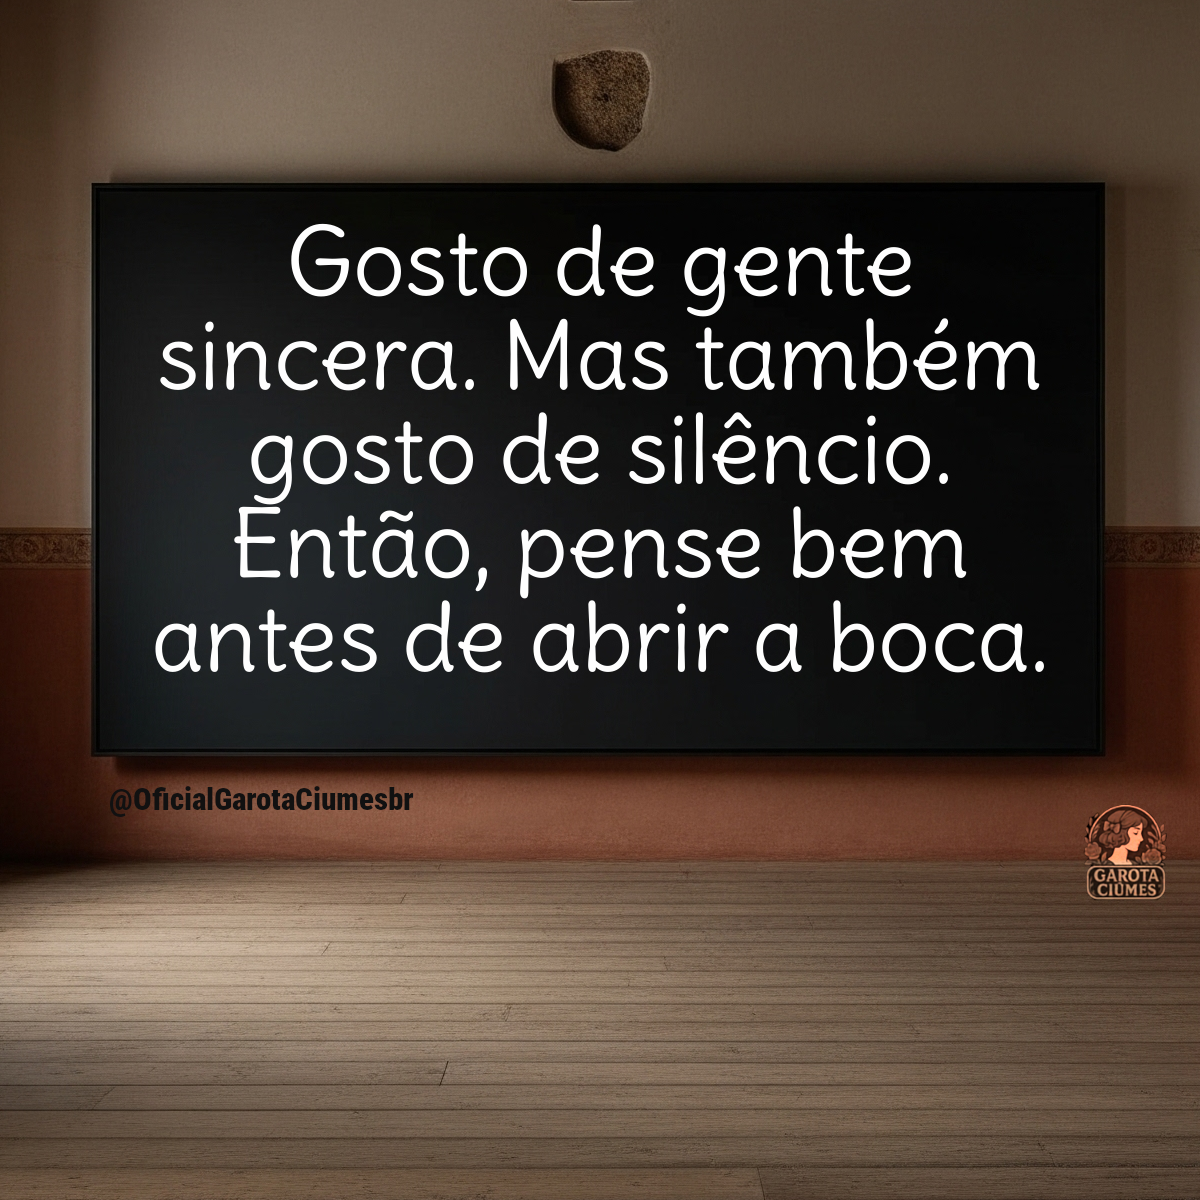 Gosto de gente
sincera. Mas também
gosto de silêncio.
Então, pense bem
antes de abrir a boca.
@OficialGarotaCiumesbr
GAROTA
CIÚMES